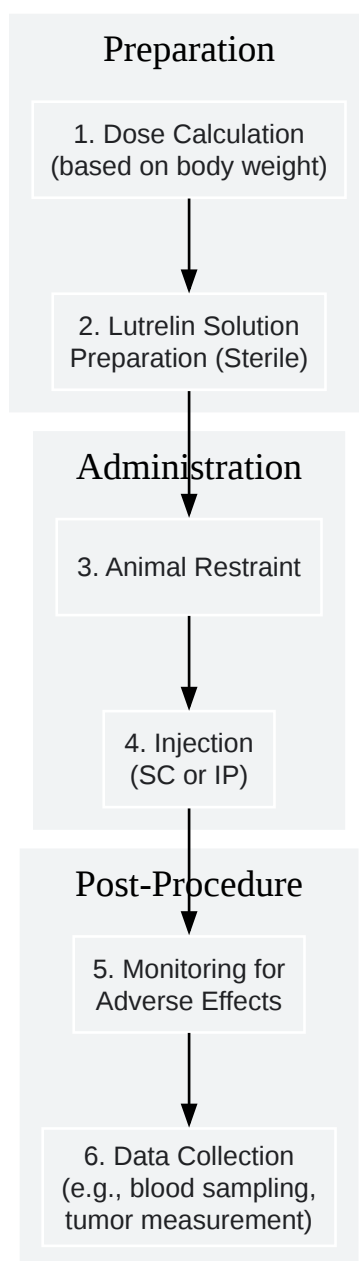 Preparation
1. Dose Calculation
(based on body weight)
2. Lutrelin Solution
Preparation (Sterile)
Administration
3. Animal Restraint
4. Injection
(SC or IP)
Post-Procedure
5. Monitoring for
Adverse Effects
6. Data Collection
(e.g., blood sampling,
tumor measurement)